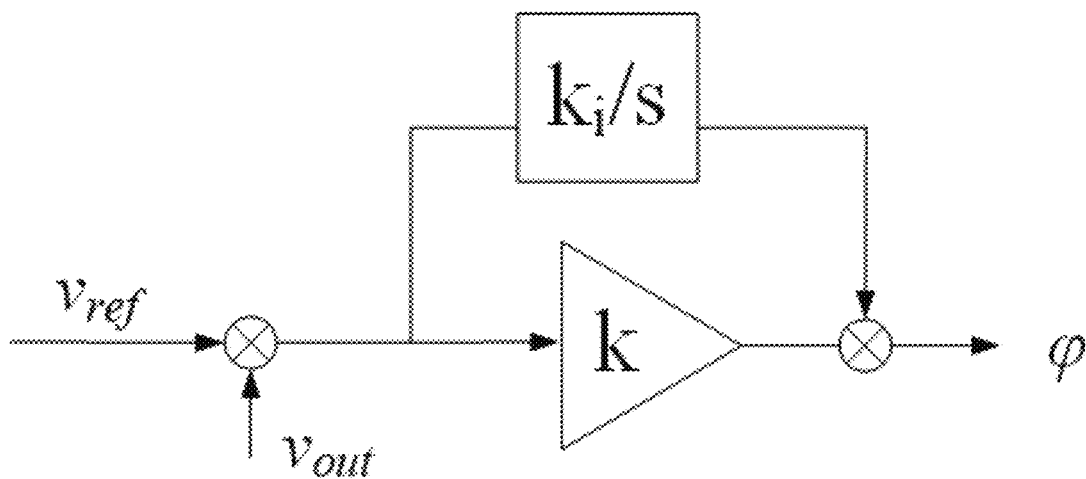 kᵢ/s
v_ref
k
φ
v_out